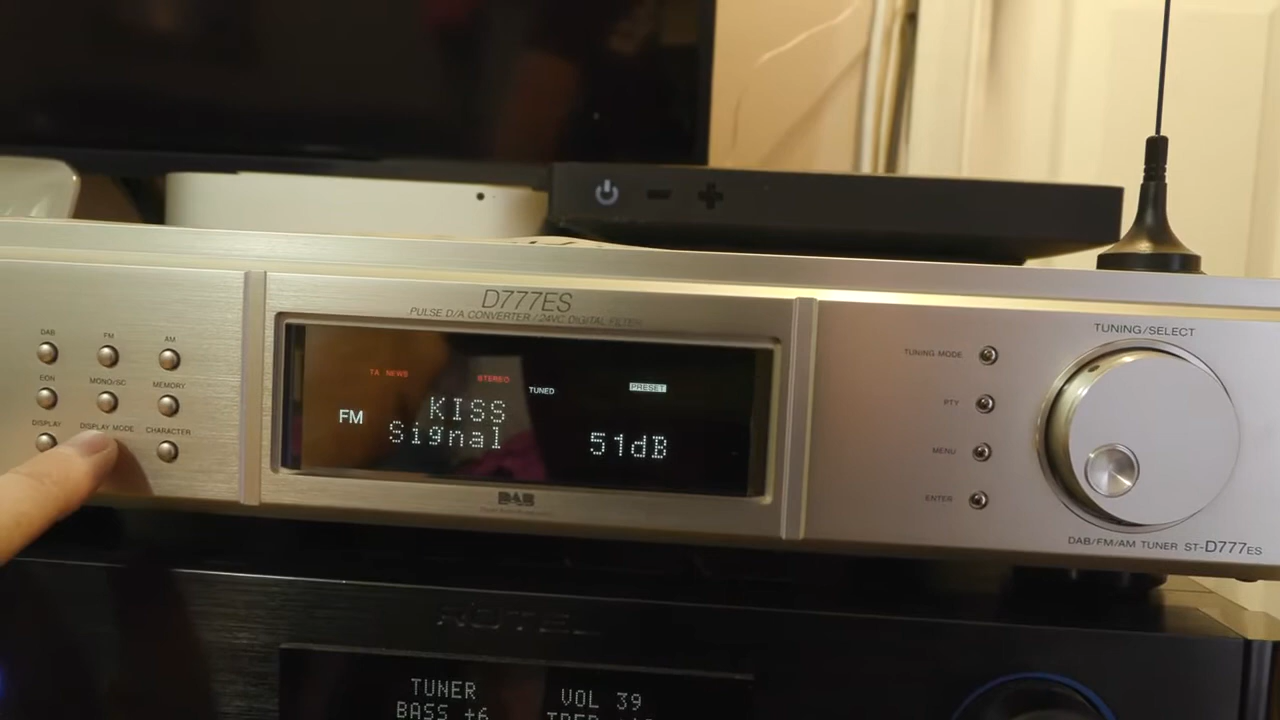 D777ES
PULSE D/A CONVERTER / 24VC DIGITAL FILTER
DAB
FM
AM
EON
MONO/SC
MEMORY
DISPLAY
DISPLAY MODE
CHARACTER
TA NEWS
STEREO
TUNED
PRESET
FM
KISS
Signal 51dB
DAB
TUNING/SELECT
TUNING MODE
PTY
MENU
ENTER
DAB/FM/AM TUNER ST-D777ES
ROTEL
TUNER VOL 39
BASS +6